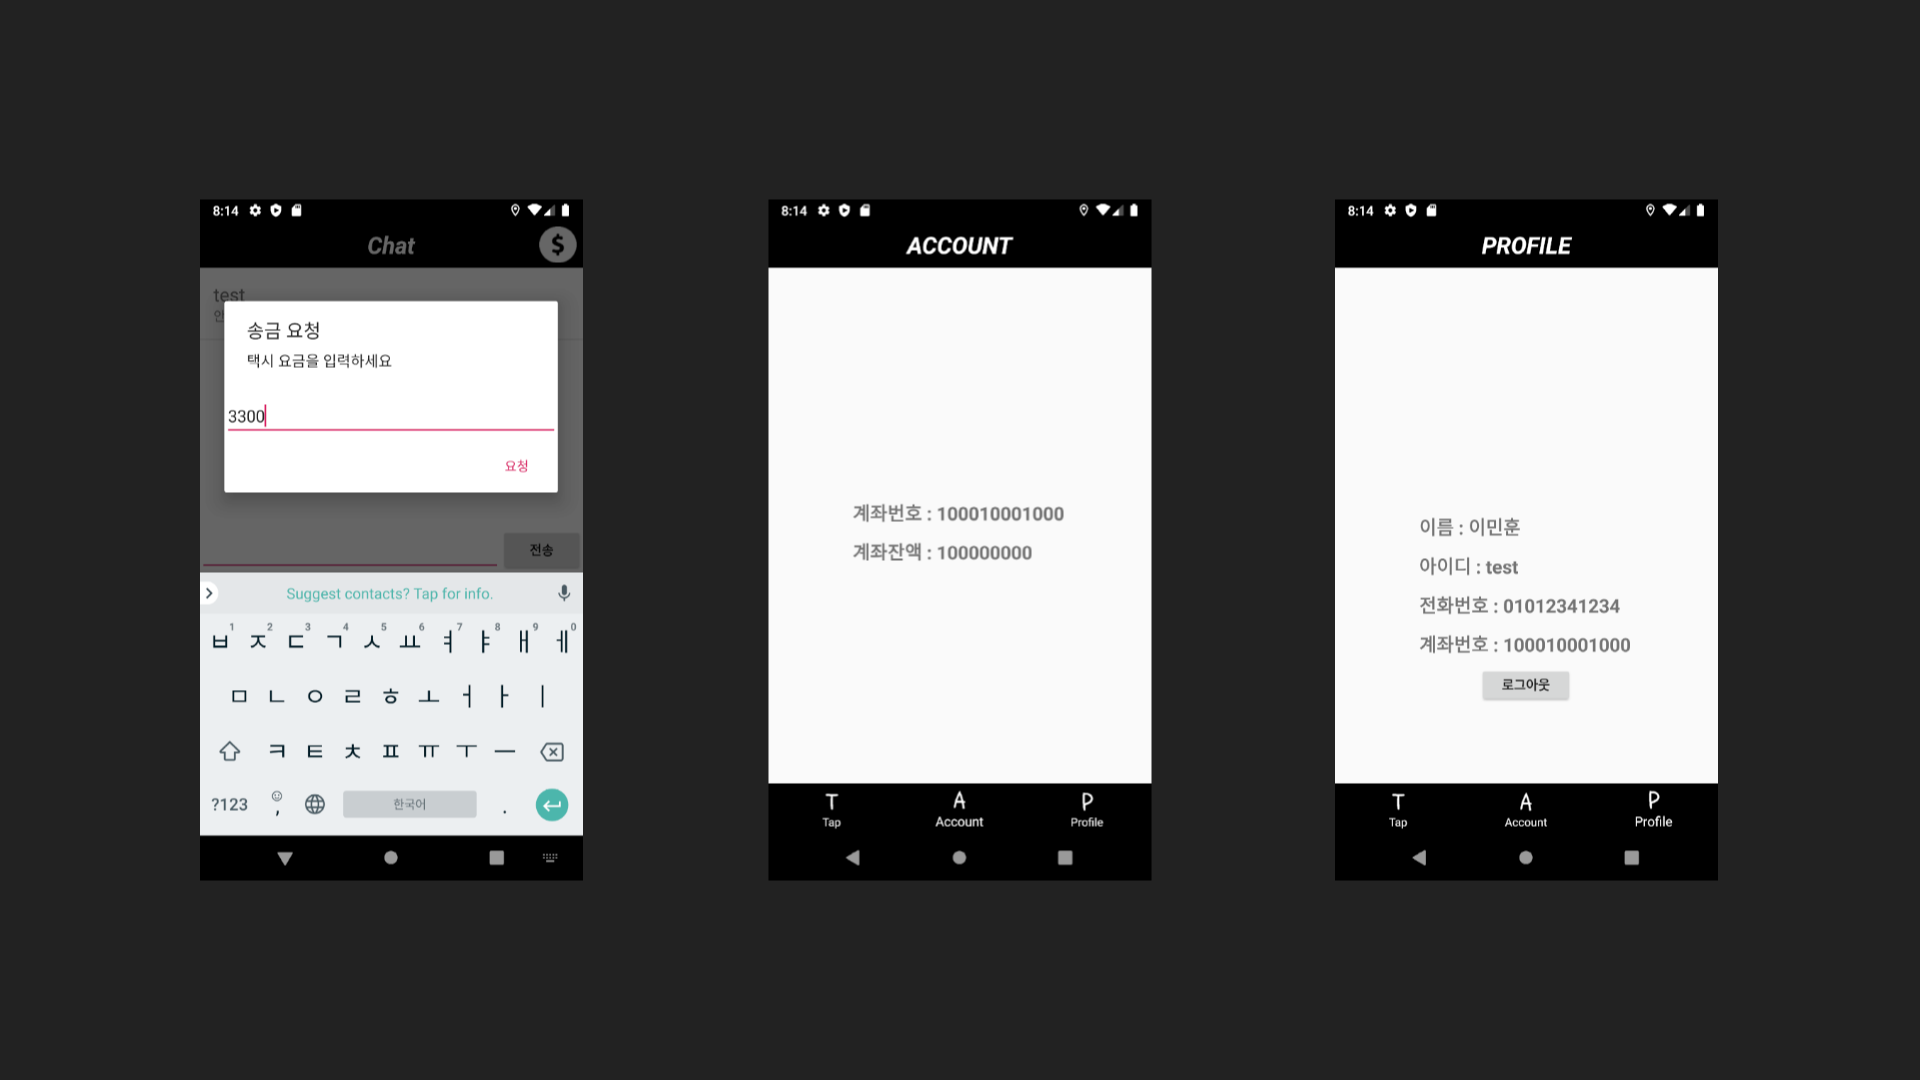 8:14
Chat
$
test
안
송금 요청
택시 요금을 입력하세요
3300
요청
전송
Suggest contacts? Tap for info.
1 2 3 4 5 6 7 8 9 0
ㅂ ㅈ ㄷ ㄱ ㅅ ㅛ ㅕ ㅑ ㅐ ㅔ
ㅁ ㄴ ㅇ ㄹ ㅎ ㅗ ㅓ ㅏ ㅣ
ㅋ ㅌ ㅊ ㅍ ㅠ ㅜ ㅡ
?123 , 한국어 .
8:14
ACCOUNT
계좌번호 : 100010001000
계좌잔액 : 100000000
T A P
Tap Account Profile
8:14
PROFILE
이름 : 이민훈
아이디 : test
전화번호 : 01012341234
계좌번호 : 100010001000
로그아웃
T A P
Tap Account Profile